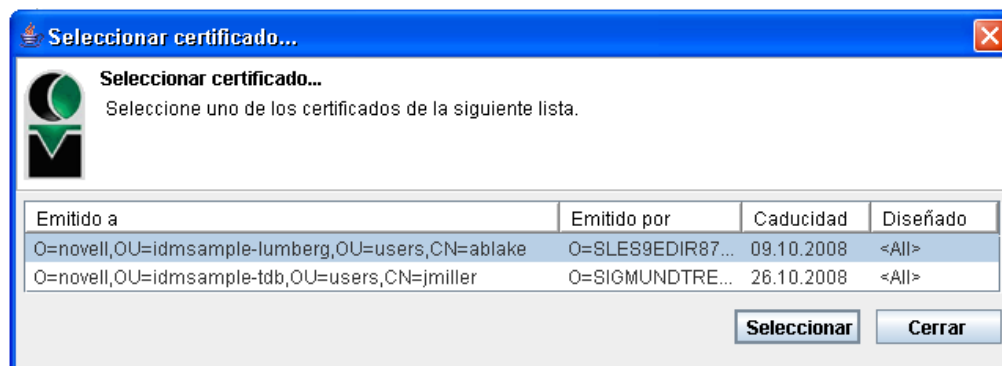 Seleccionar certificado...
Seleccionar certificado...
Seleccione uno de los certificados de la siguiente lista.
Emitido a Emitido por Caducidad Diseñado
O=novell,OU=idmsample-lumberg,OU=users,CN=ablake O=SLES9EDIR87... 09.10.2008 <All>
O=novell,OU=idmsample-tdb,OU=users,CN=jmiller O=SIGMUNDTRE... 26.10.2008 <All>
Seleccionar Cerrar